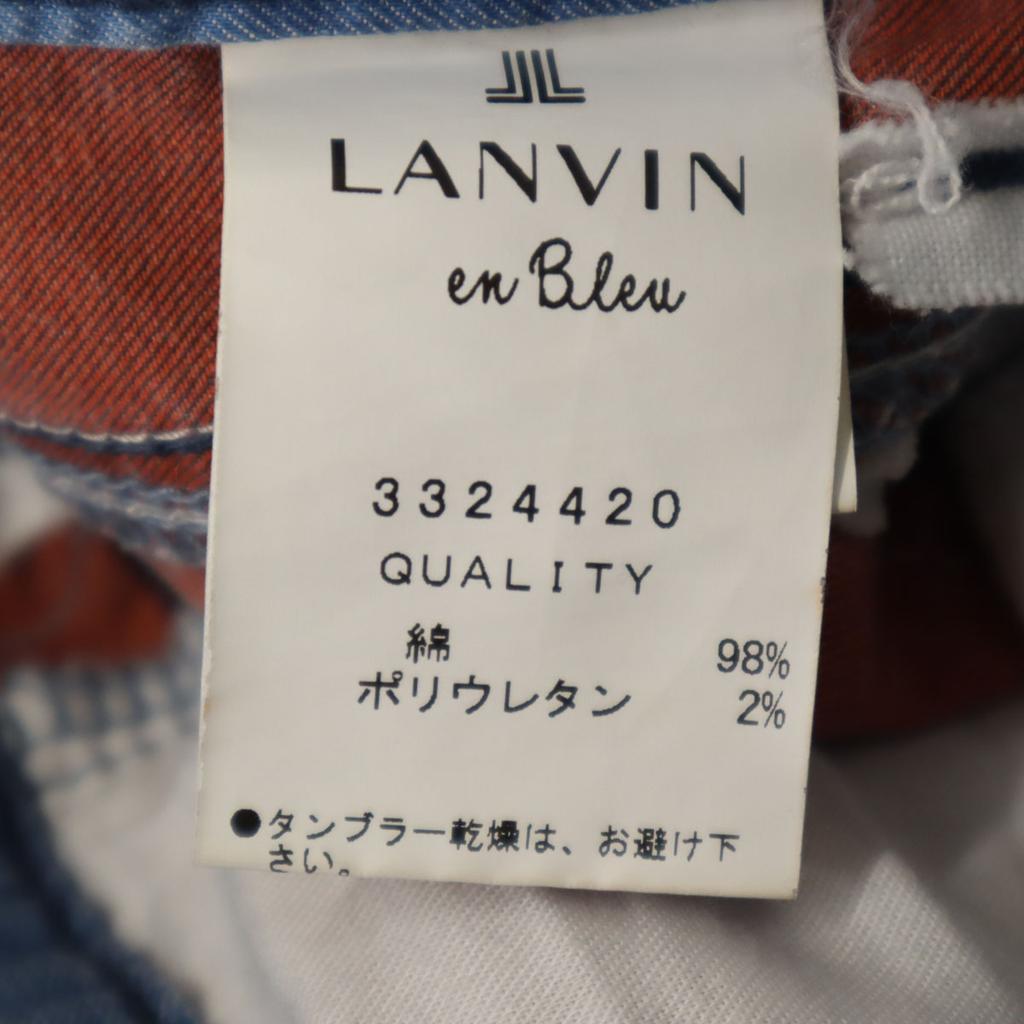 LANVIN
en Bleu
3324420
QUALITY
綿 98%
ポリウレタン 2%
●タンブラー乾燥は、お避け下
さい。